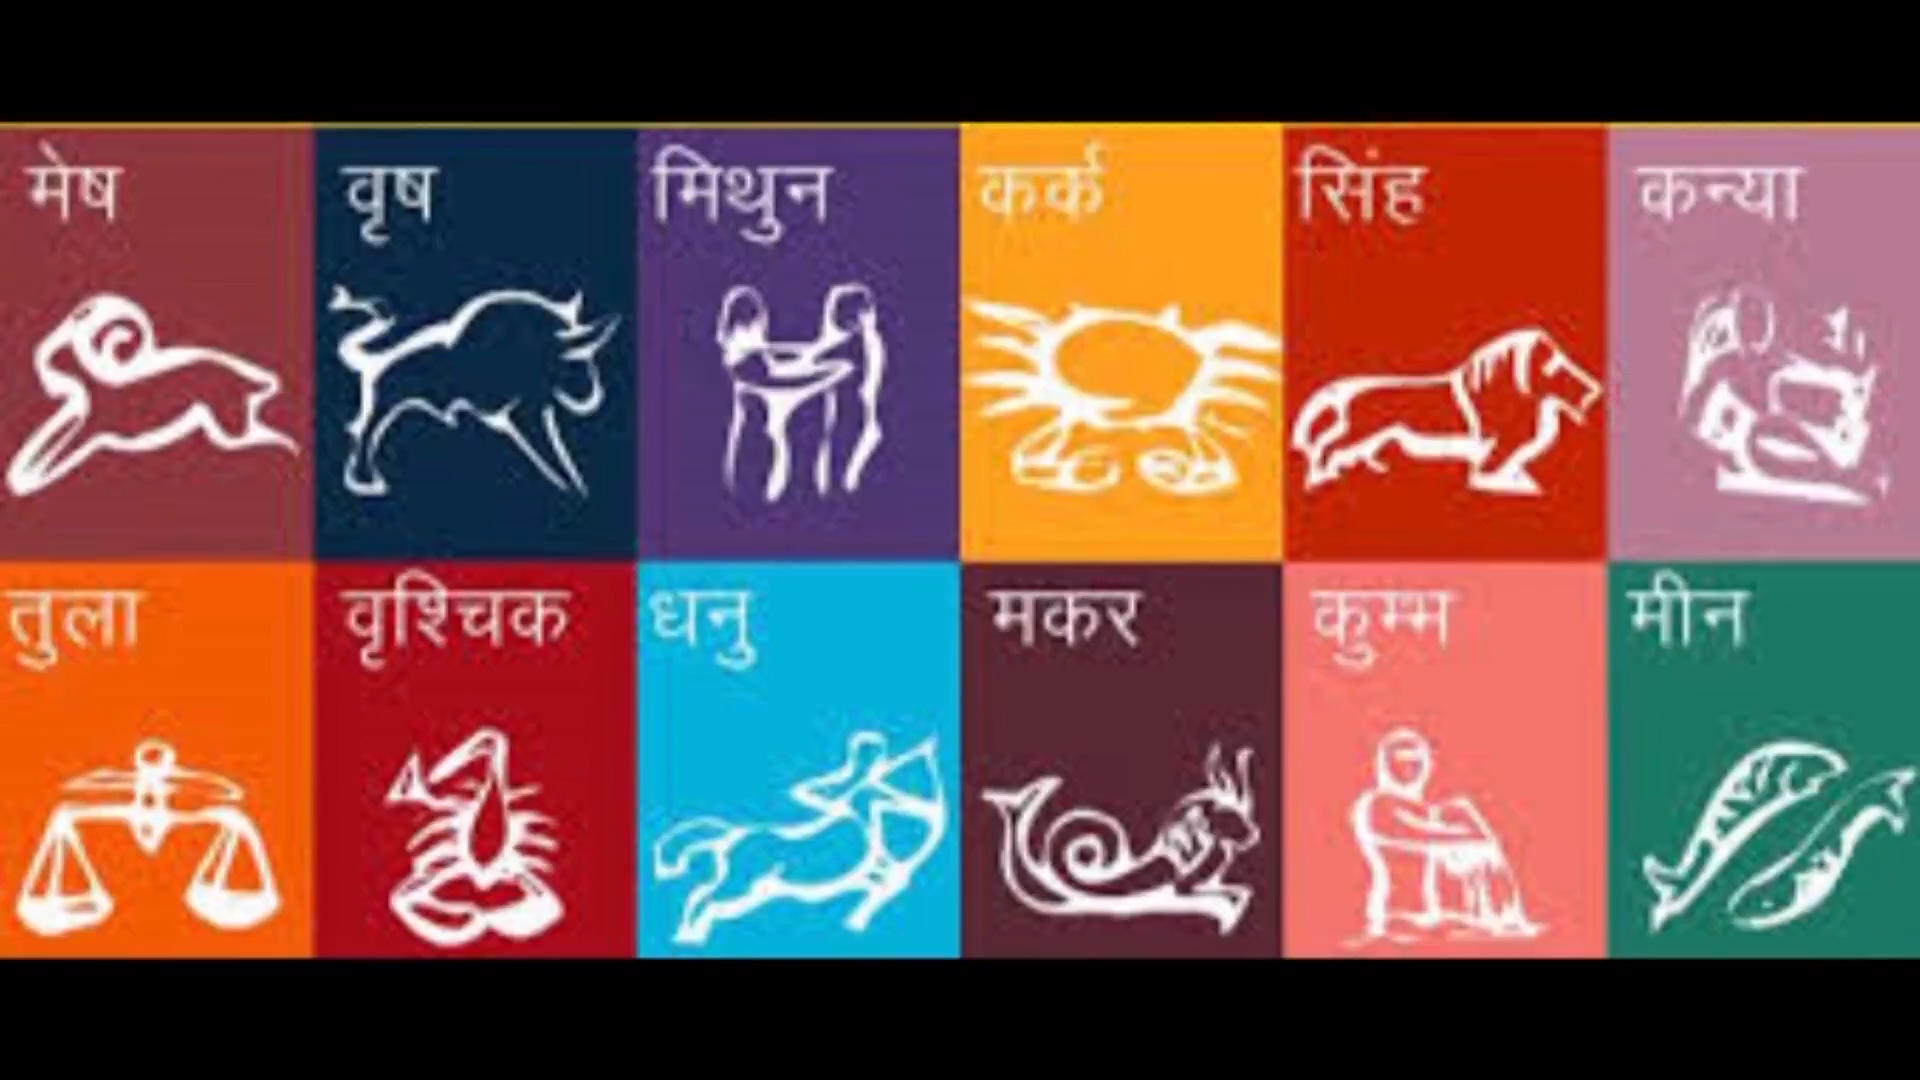 मेष वृष मिथुन कर्क सिंह कन्या
तुला वृश्चिक धनु मकर कुम्भ मीन